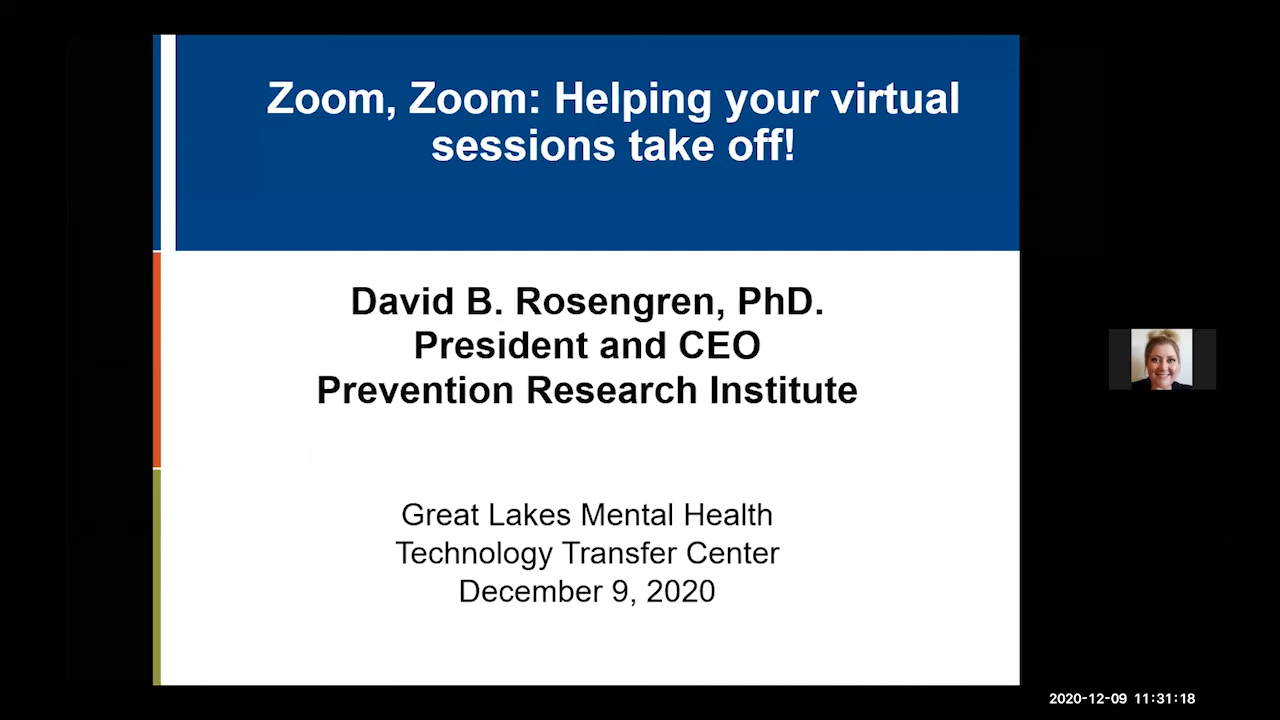 Zoom, Zoom: Helping your virtual
sessions take off!
David B. Rosengren, PhD.
President and CEO
Prevention Research Institute
Great Lakes Mental Health
Technology Transfer Center
December 9, 2020
2020-12-09 11:31:18